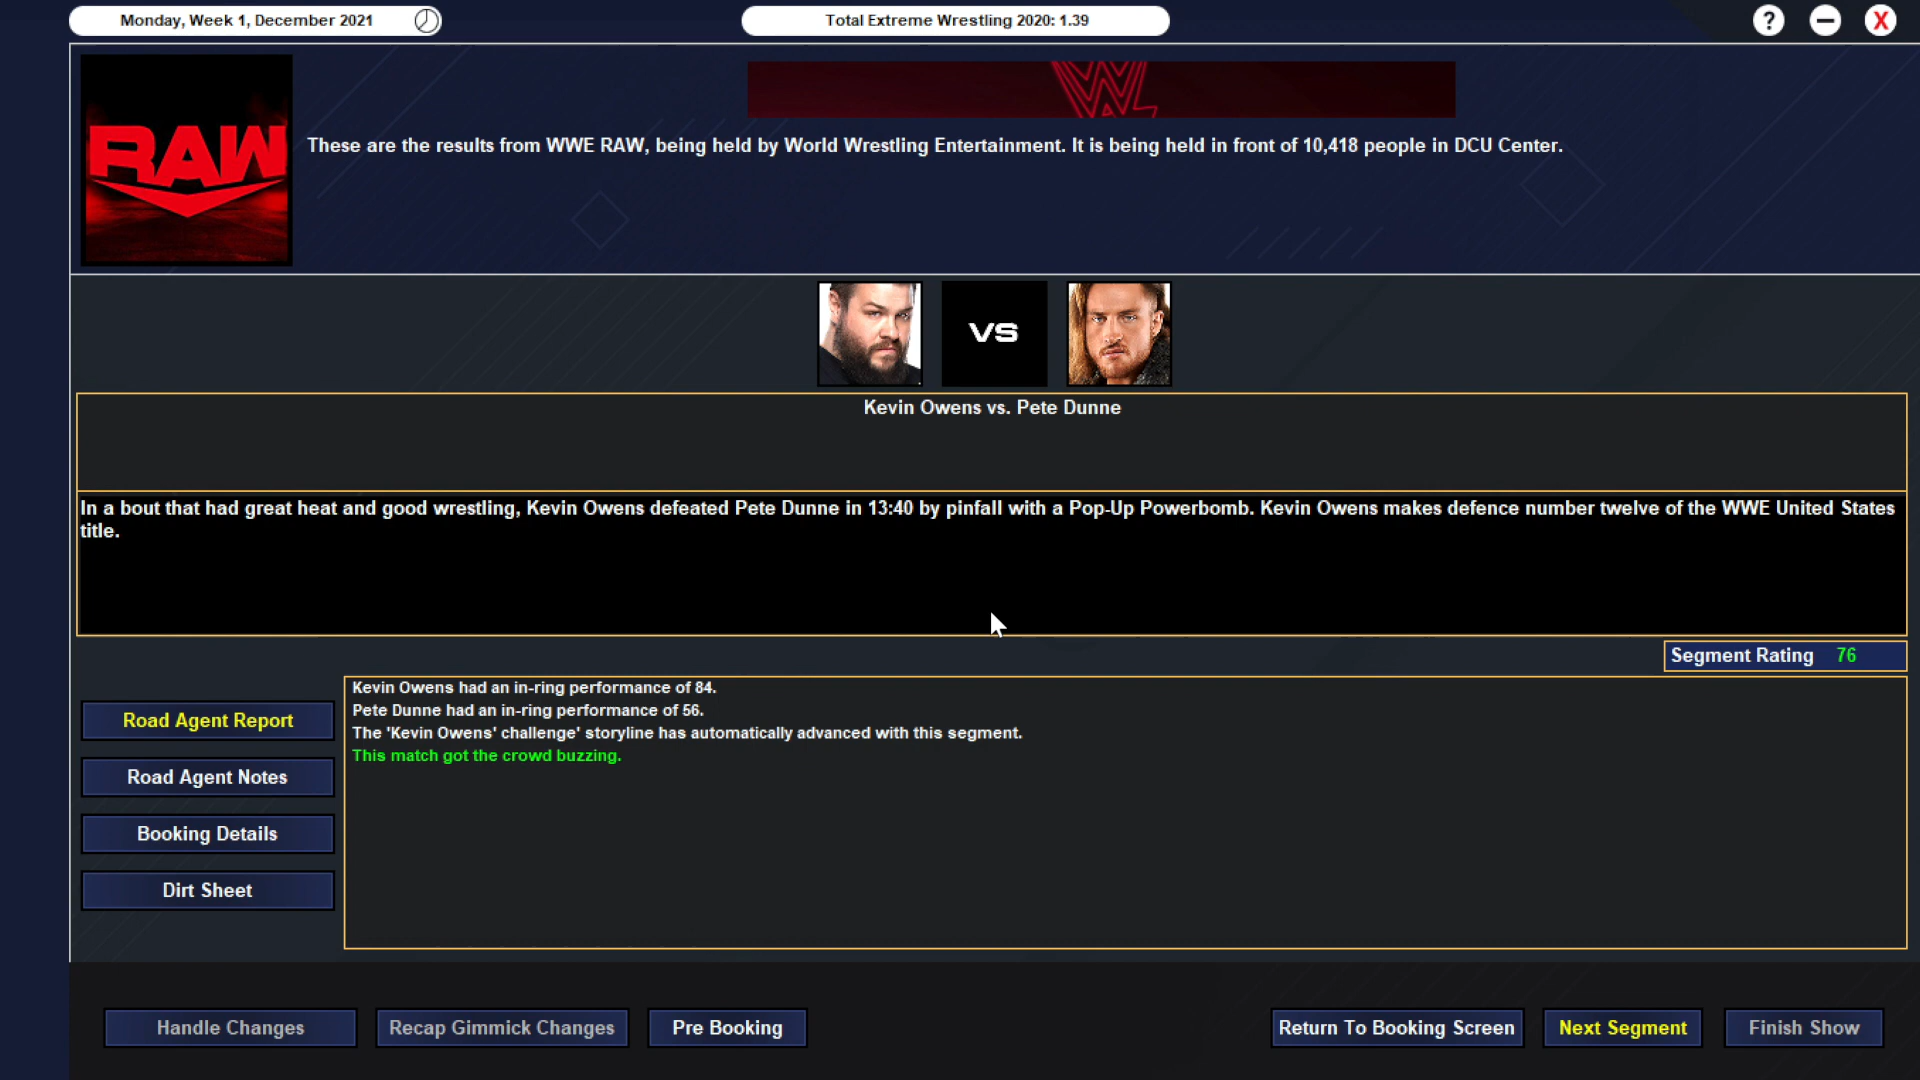 Monday, Week 1, December 2021
Total Extreme Wrestling 2020: 1.39
?
X
RAW
W
These are the results from WWE RAW, being held by World Wrestling Entertainment. It is being held in front of 10,418 people in DCU Center.
VS
Kevin Owens vs. Pete Dunne
In a bout that had great heat and good wrestling, Kevin Owens defeated Pete Dunne in 13:40 by pinfall with a Pop-Up Powerbomb. Kevin Owens makes defence number twelve of the WWE United States
title.
Segment Rating 76
Road Agent Report
Road Agent Notes
Booking Details
Dirt Sheet
Kevin Owens had an in-ring performance of 84.
Pete Dunne had an in-ring performance of 56.
The 'Kevin Owens' challenge' storyline has automatically advanced with this segment.
This match got the crowd buzzing.
Handle Changes
Recap Gimmick Changes
Pre Booking
Return To Booking Screen
Next Segment
Finish Show